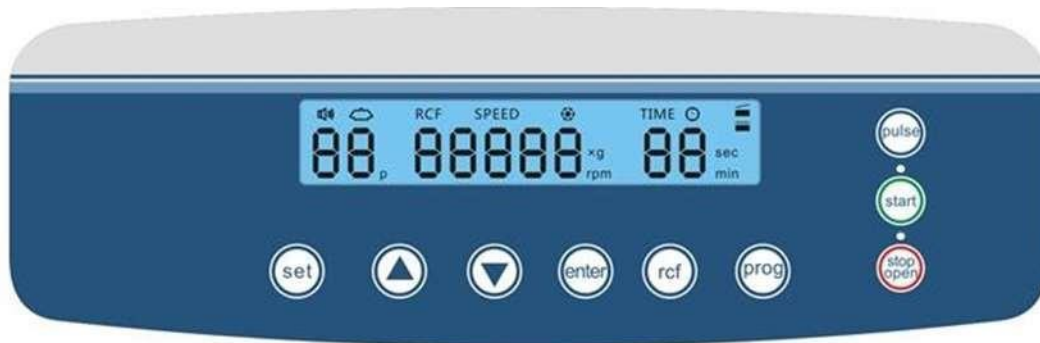 RCF SPEED TIME
88 p 88888 ×g rpm 88 sec min
pulse
start
stop
open
set enter rcf prog